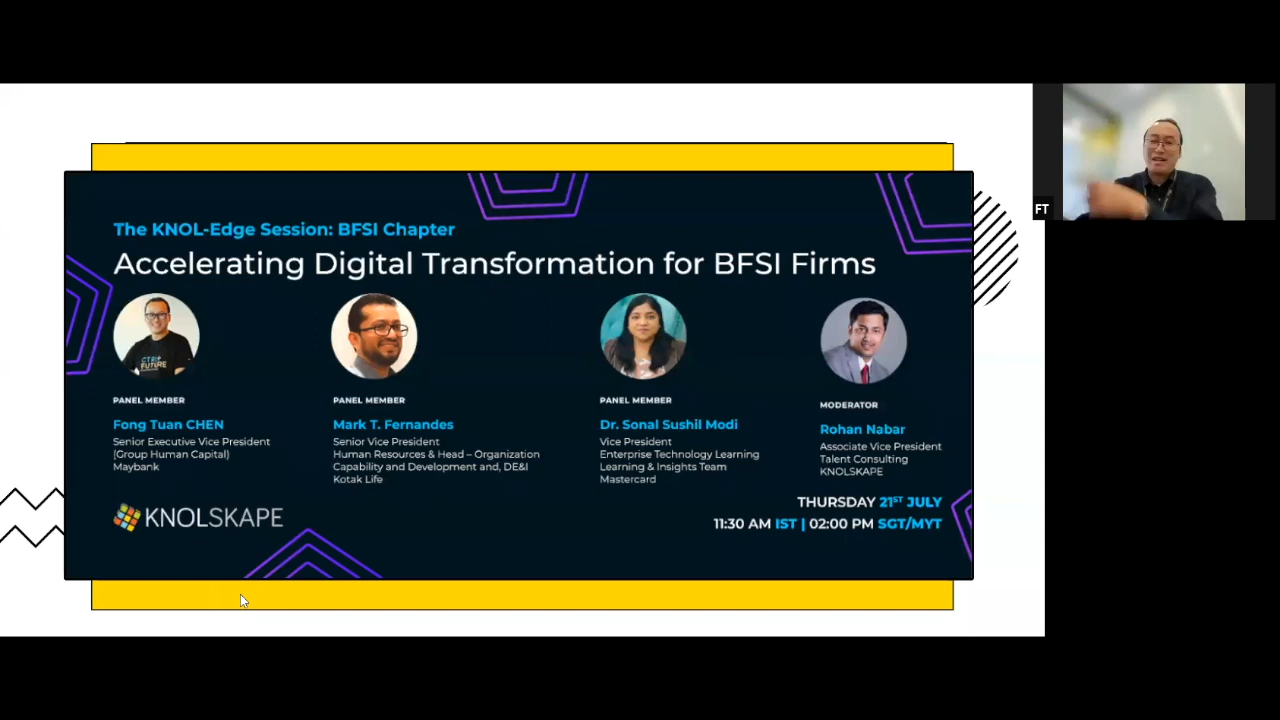 The KNOL-Edge Session: BFSI Chapter
Accelerating Digital Transformation for BFSI Firms
CTRL
FUTURE
PANEL MEMBER
Fong Tuan CHEN
Senior Executive Vice President
(Group Human Capital)
Maybank
PANEL MEMBER
Mark T. Fernandes
Senior Vice President
Human Resources & Head – Organization
Capability and Development and, DE&I
Kotak Life
PANEL MEMBER
Dr. Sonal Sushil Modi
Vice President
Enterprise Technology Learning
Learning & Insights Team
Mastercard
MODERATOR
Rohan Nabar
Associate Vice President
Talent Consulting
KNOLSKAPE
KNOLSKAPE
THURSDAY 21ST JULY
11:30 AM IST | 02:00 PM SGT/MYT
FT